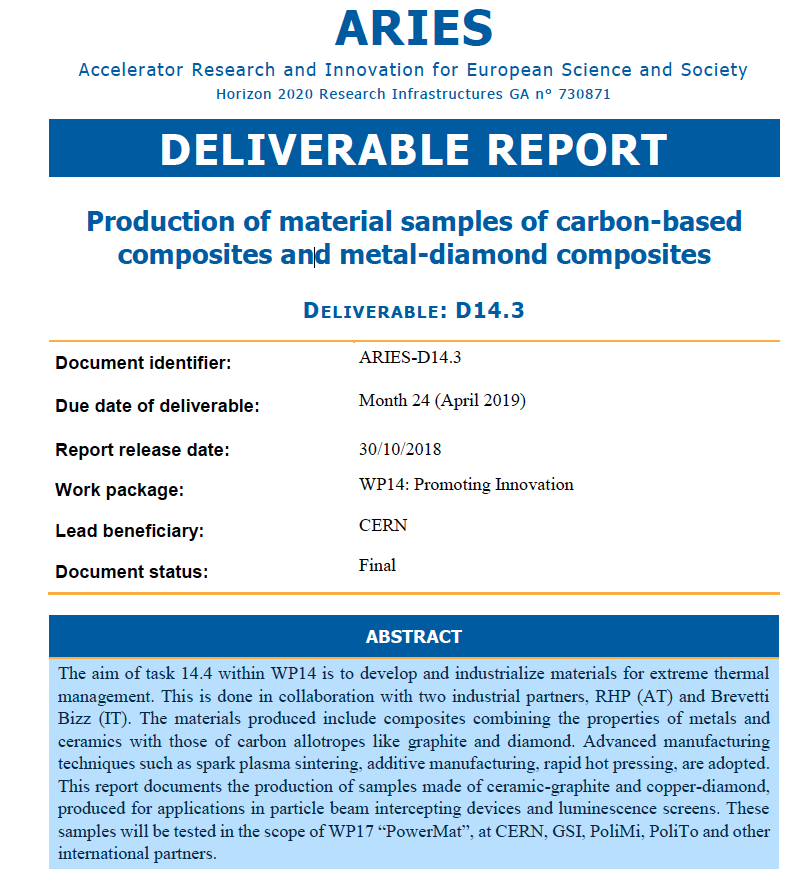 ARIES
Accelerator Research and Innovation for European Science and Society
Horizon 2020 Research Infrastructures GA n° 730871
DELIVERABLE REPORT
Production of material samples of carbon-based
composites and metal-diamond composites
DELIVERABLE: D14.3
Document identifier: ARIES-D14.3
Due date of deliverable: Month 24 (April 2019)
Report release date: 30/10/2018
Work package: WP14: Promoting Innovation
Lead beneficiary: CERN
Document status: Final
ABSTRACT
The aim of task 14.4 within WP14 is to develop and industrialize materials for extreme thermal
management. This is done in collaboration with two industrial partners, RHP (AT) and Brevetti
Bizz (IT). The materials produced include composites combining the properties of metals and
ceramics with those of carbon allotropes like graphite and diamond. Advanced manufacturing
techniques such as spark plasma sintering, additive manufacturing, rapid hot pressing, are adopted.
This report documents the production of samples made of ceramic-graphite and copper-diamond,
produced for applications in particle beam intercepting devices and luminescence screens. These
samples will be tested in the scope of WP17 “PowerMat”, at CERN, GSI, PoliMi, PoliTo and other
international partners.